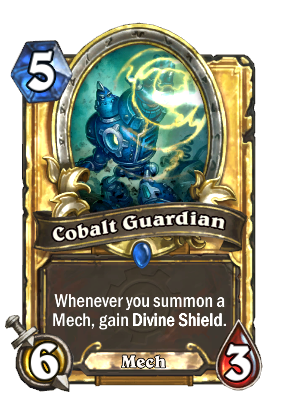 5
Cobalt Guardian
Whenever you summon a
Mech, gain Divine Shield.
6
Mech
3